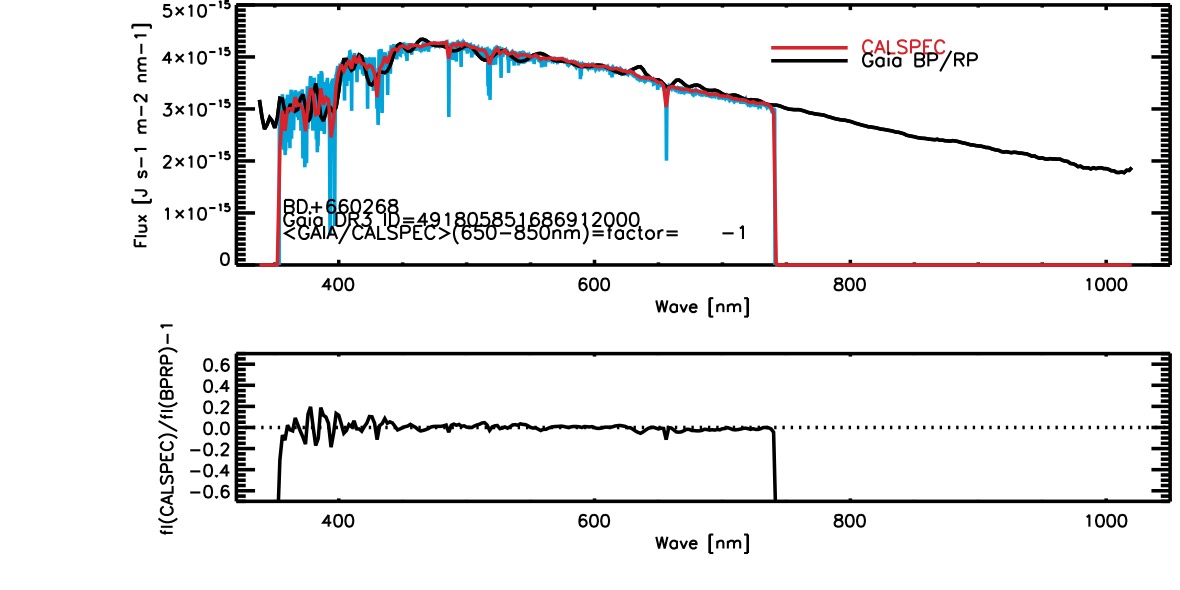 5×10⁻¹⁵
4×10⁻¹⁵
3×10⁻¹⁵
2×10⁻¹⁵
1×10⁻¹⁵
0
Flux [J s−1 m−2 nm−1]
CALSPEC
Gaia BP/RP
BD+660268
Gaia DR3 ID=491805851686912000
<GAIA/CALSPEC>(650−850nm)=factor= −1
400 600 800 1000
Wave [nm]
0.6
0.4
0.2
0.0
−0.2
−0.4
−0.6
fl(CALSPEC)/fl(BPRP)−1
400 600 800 1000
Wave [nm]